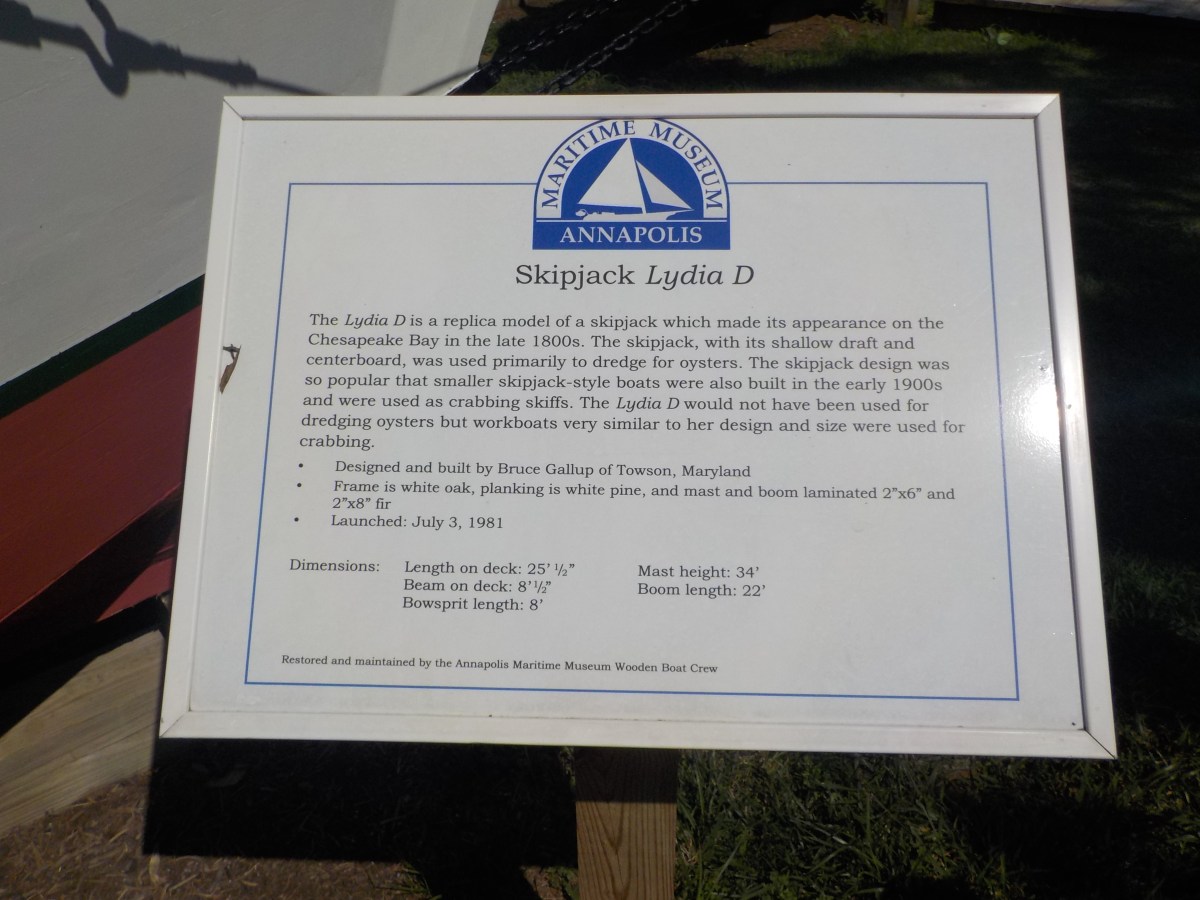 MARITIME MUSEUM
ANNAPOLIS
Skipjack Lydia D
The Lydia D is a replica model of a skipjack which made its appearance on the
Chesapeake Bay in the late 1800s. The skipjack, with its shallow draft and
centerboard, was used primarily to dredge for oysters. The skipjack design was
so popular that smaller skipjack-style boats were also built in the early 1900s
and were used as crabbing skiffs. The Lydia D would not have been used for
dredging oysters but workboats very similar to her design and size were used for
crabbing.
• Designed and built by Bruce Gallup of Towson, Maryland
• Frame is white oak, planking is white pine, and mast and boom laminated 2”x6” and
2”x8” fir
• Launched: July 3, 1981
Dimensions: Length on deck: 25’ ½” Mast height: 34’
Beam on deck: 8’½” Boom length: 22’
Bowsprit length: 8’
Restored and maintained by the Annapolis Maritime Museum Wooden Boat Crew